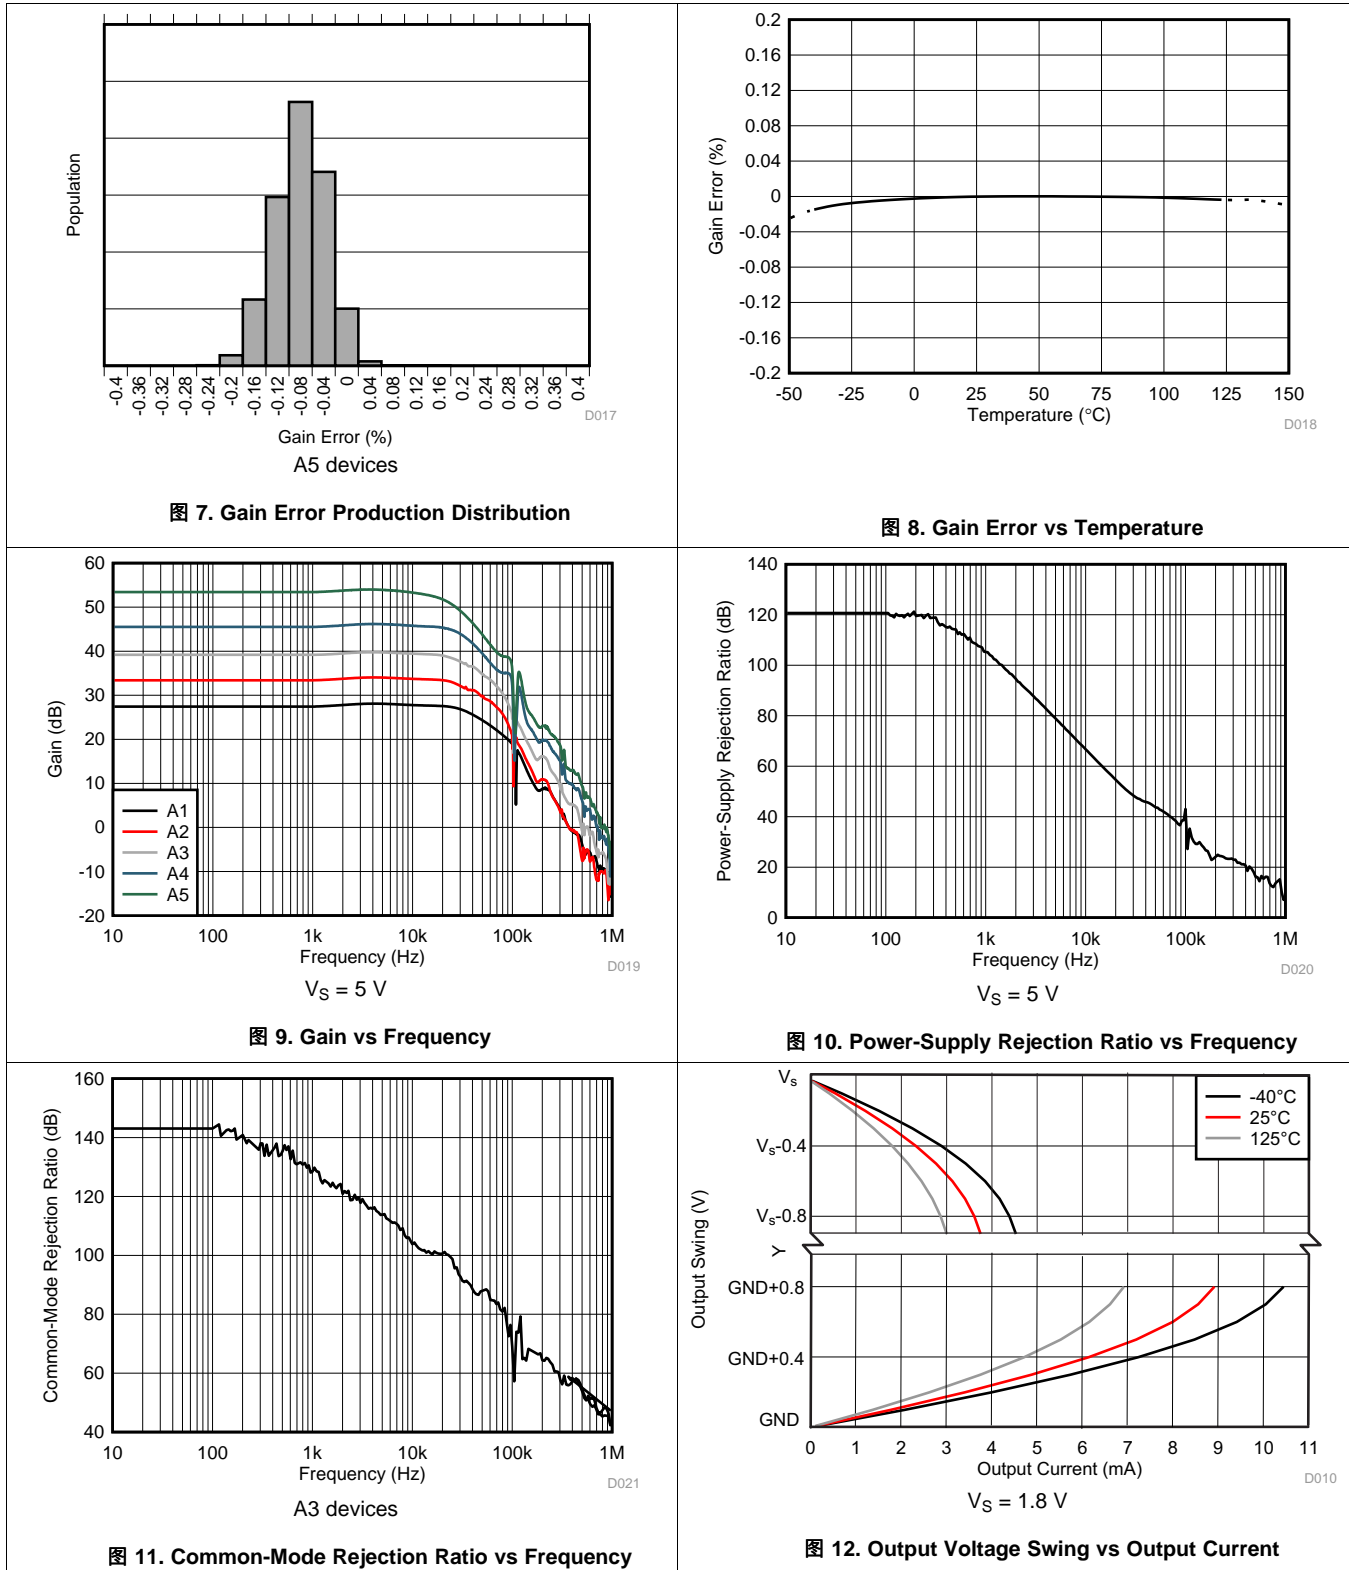 Population
-0.4
-0.36
-0.32
-0.28
-0.24
-0.2
-0.16
-0.12
-0.08
-0.04
0
0.04
0.08
0.12
0.16
0.2
0.24
0.28
0.32
0.36
0.4
D017
Gain Error (%)
A5 devices
图 7. Gain Error Production Distribution
Gain Error (%)
0.2
0.16
0.12
0.08
0.04
0
-0.04
-0.08
-0.12
-0.16
-0.2
-50 -25 0 25 50 75 100 125 150
Temperature (°C)
D018
图 8. Gain Error vs Temperature
Gain (dB)
60
50
40
30
20
10
0
-10
-20
A1
A2
A3
A4
A5
10 100 1k 10k 100k 1M
Frequency (Hz)
D019
VS = 5 V
图 9. Gain vs Frequency
Power-Supply Rejection Ratio (dB)
140
120
100
80
60
40
20
0
10 100 1k 10k 100k 1M
Frequency (Hz)
D020
VS = 5 V
图 10. Power-Supply Rejection Ratio vs Frequency
Common-Mode Rejection Ratio (dB)
160
140
120
100
80
60
40
10 100 1k 10k 100k 1M
Frequency (Hz)
D021
A3 devices
图 11. Common-Mode Rejection Ratio vs Frequency
Output Swing (V)
Vs
Vs-0.4
Vs-0.8
Y
GND+0.8
GND+0.4
GND
-40°C
25°C
125°C
0 1 2 3 4 5 6 7 8 9 10 11
Output Current (mA)
D010
VS = 1.8 V
图 12. Output Voltage Swing vs Output Current